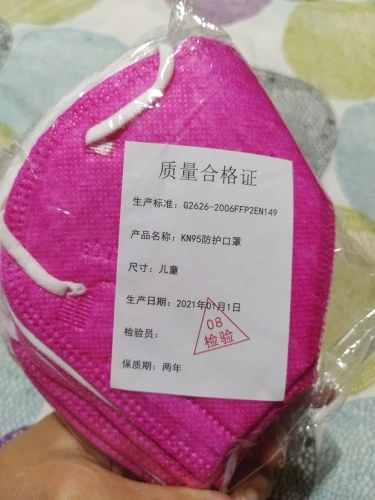 质量合格证
生产标准: G2626-2006FFP2EN149
产品名称: KN95防护口罩
尺寸: 儿童
生产日期: 2021年01月1日
检验员:
08
检验
保质期: 两年